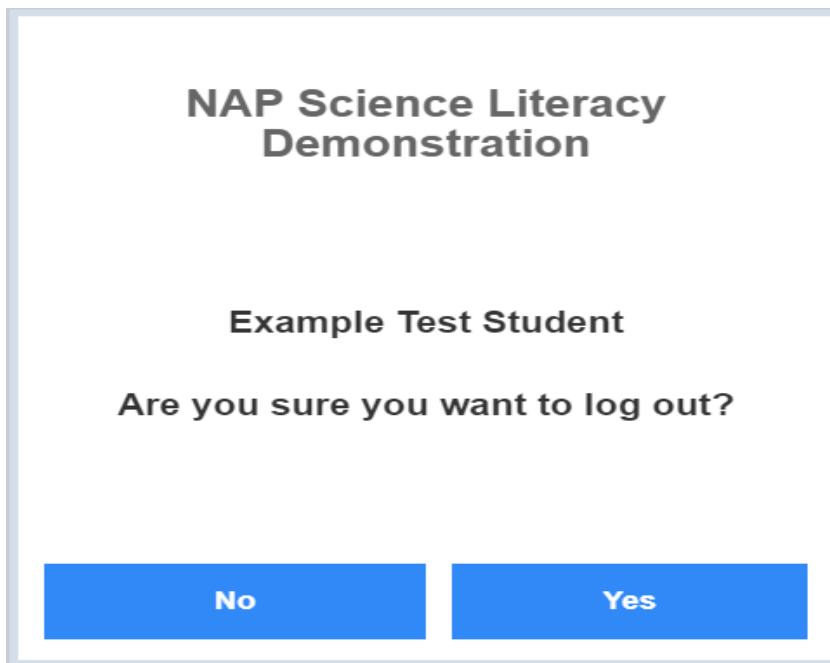 NAP Science Literacy
Demonstration
Example Test Student
Are you sure you want to log out?
No
Yes